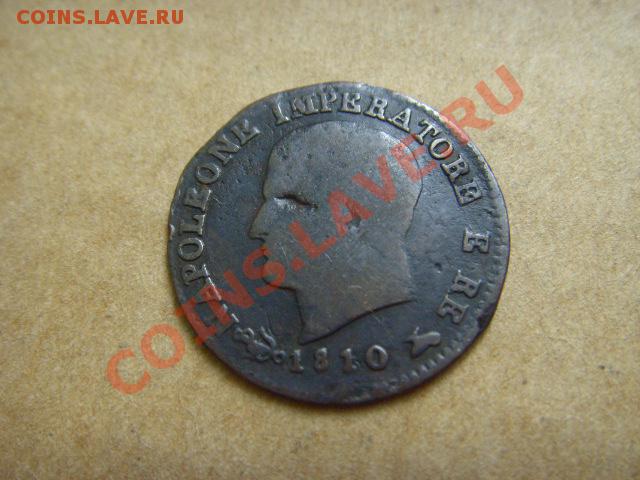 COINS.LAVE.RU
NAPOLEONE IMPERATORE E RE
1810
COINS.LAVE.RU